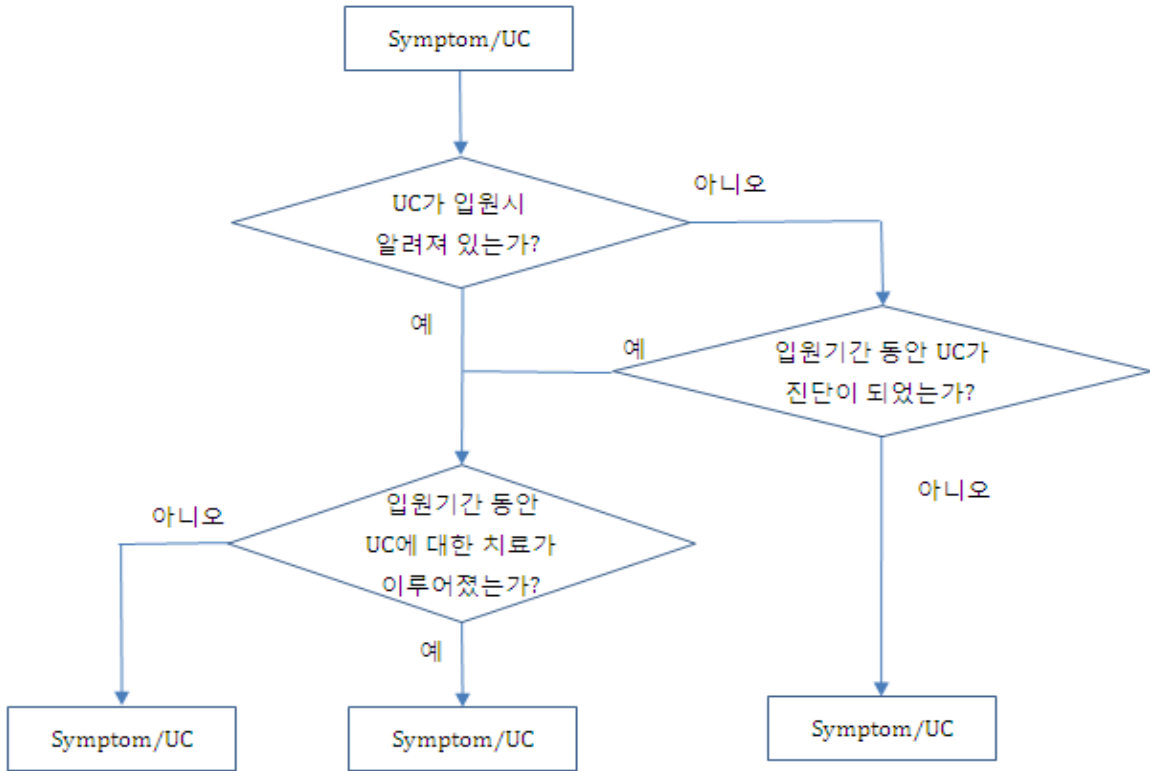 Symptom/UC
아니오
UC가 입원시
알려져 있는가?
예
예
입원기간 동안 UC가
진단이 되었는가?
아니오
아니오
입원기간 동안
UC에 대한 치료가
이루어졌는가?
예
Symptom/UC
Symptom/UC
Symptom/UC